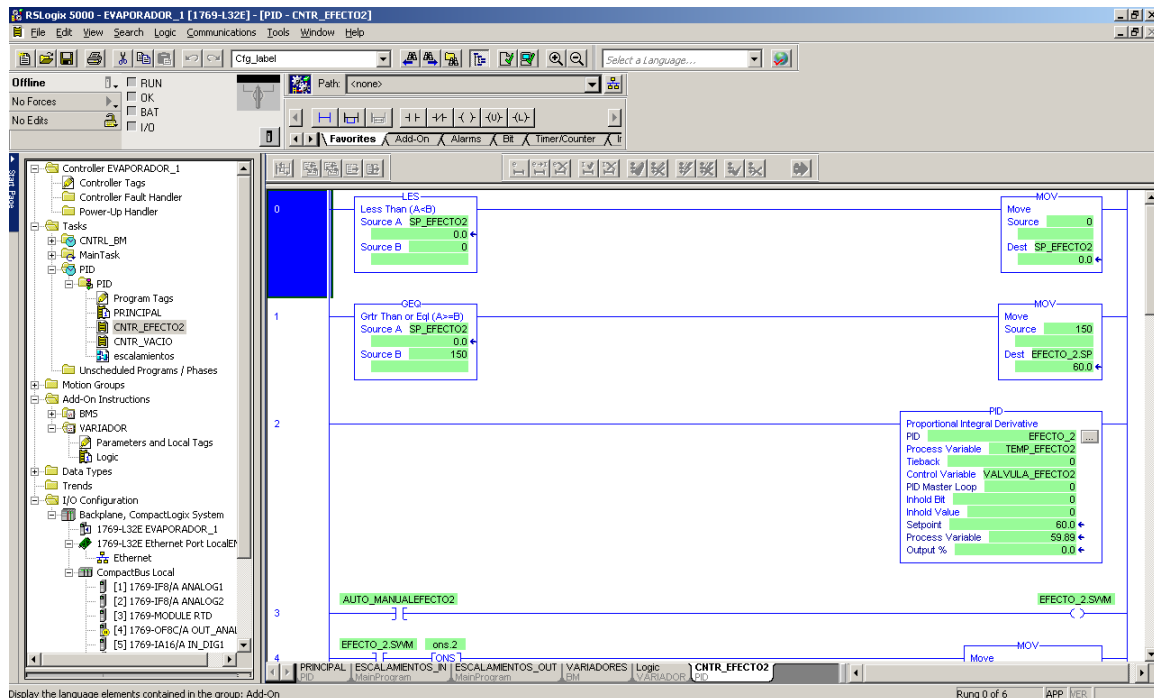 RSLogix 5000 - EVAPORADOR_1 [1769-L32E] - [PID - CNTR_EFECTO2]
File Edit View Search Logic Communications Tools Window Help
Cfg_label
Select a Language...
Offline
RUN
Path: <none>
No Forces
OK
No Edits
BAT
I/O
Favorites Add-On Alarms Bit Timer/Counter
Start Page
Controller EVAPORADOR_1
Controller Tags
Controller Fault Handler
Power-Up Handler
Tasks
CNTRL_BM
MainTask
PID
PID
Program Tags
PRINCIPAL
CNTR_EFECTO2
CNTR_VACIO
escalamientos
Unscheduled Programs / Phases
Motion Groups
Add-On Instructions
BMS
VARIADOR
Parameters and Local Tags
Logic
Data Types
Trends
I/O Configuration
Backplane, CompactLogix System
1769-L32E EVAPORADOR_1
1769-L32E Ethernet Port LocalEN
Ethernet
CompactBus Local
[1] 1769-IF8/A ANALOG1
[2] 1769-IF8/A ANALOG2
[3] 1769-MODULE RTD
[4] 1769-OF8C/A OUT_ANAL
[5] 1769-IA16/A IN_DIG1
0
LES
Less Than (A<B)
Source A SP_EFECTO2
0.0
Source B 0
MOV
Move
Source 0
Dest SP_EFECTO2
0.0
1
GEQ
Grtr Than or Eql (A>=B)
Source A SP_EFECTO2
0.0
Source B 150
MOV
Move
Source 150
Dest EFECTO_2.SP
60.0
2
PID
Proportional Integral Derivative
PID EFECTO_2 ...
Process Variable TEMP_EFECTO2
Tieback 0
Control Variable VALVULA_EFECTO2
PID Master Loop 0
Inhold Bit 0
Inhold Value 0
Setpoint 60.0
Process Variable 59.89
Output % 0.0
3
AUTO_MANUALEFECTO2
EFECTO_2.SWM
4
EFECTO_2.SWM ons.2
ONS
MOV
Move
PRINCIPAL ESCALAMIENTOS_IN ESCALAMIENTOS_OUT VARIADORES Logic CNTR_EFECTO2
PID MainProgram MainProgram BM VARIADOR PID
Display the language elements contained in the group: Add-On
Rung 0 of 6 APP VER